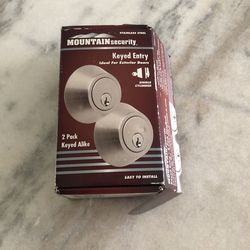 STAINLESS STEEL
MOUNTAINsecurity
Keyed Entry
Ideal For Exterior Doors
SINGLE
CYLINDER
2 Pack
Keyed Alike
EASY TO INSTALL